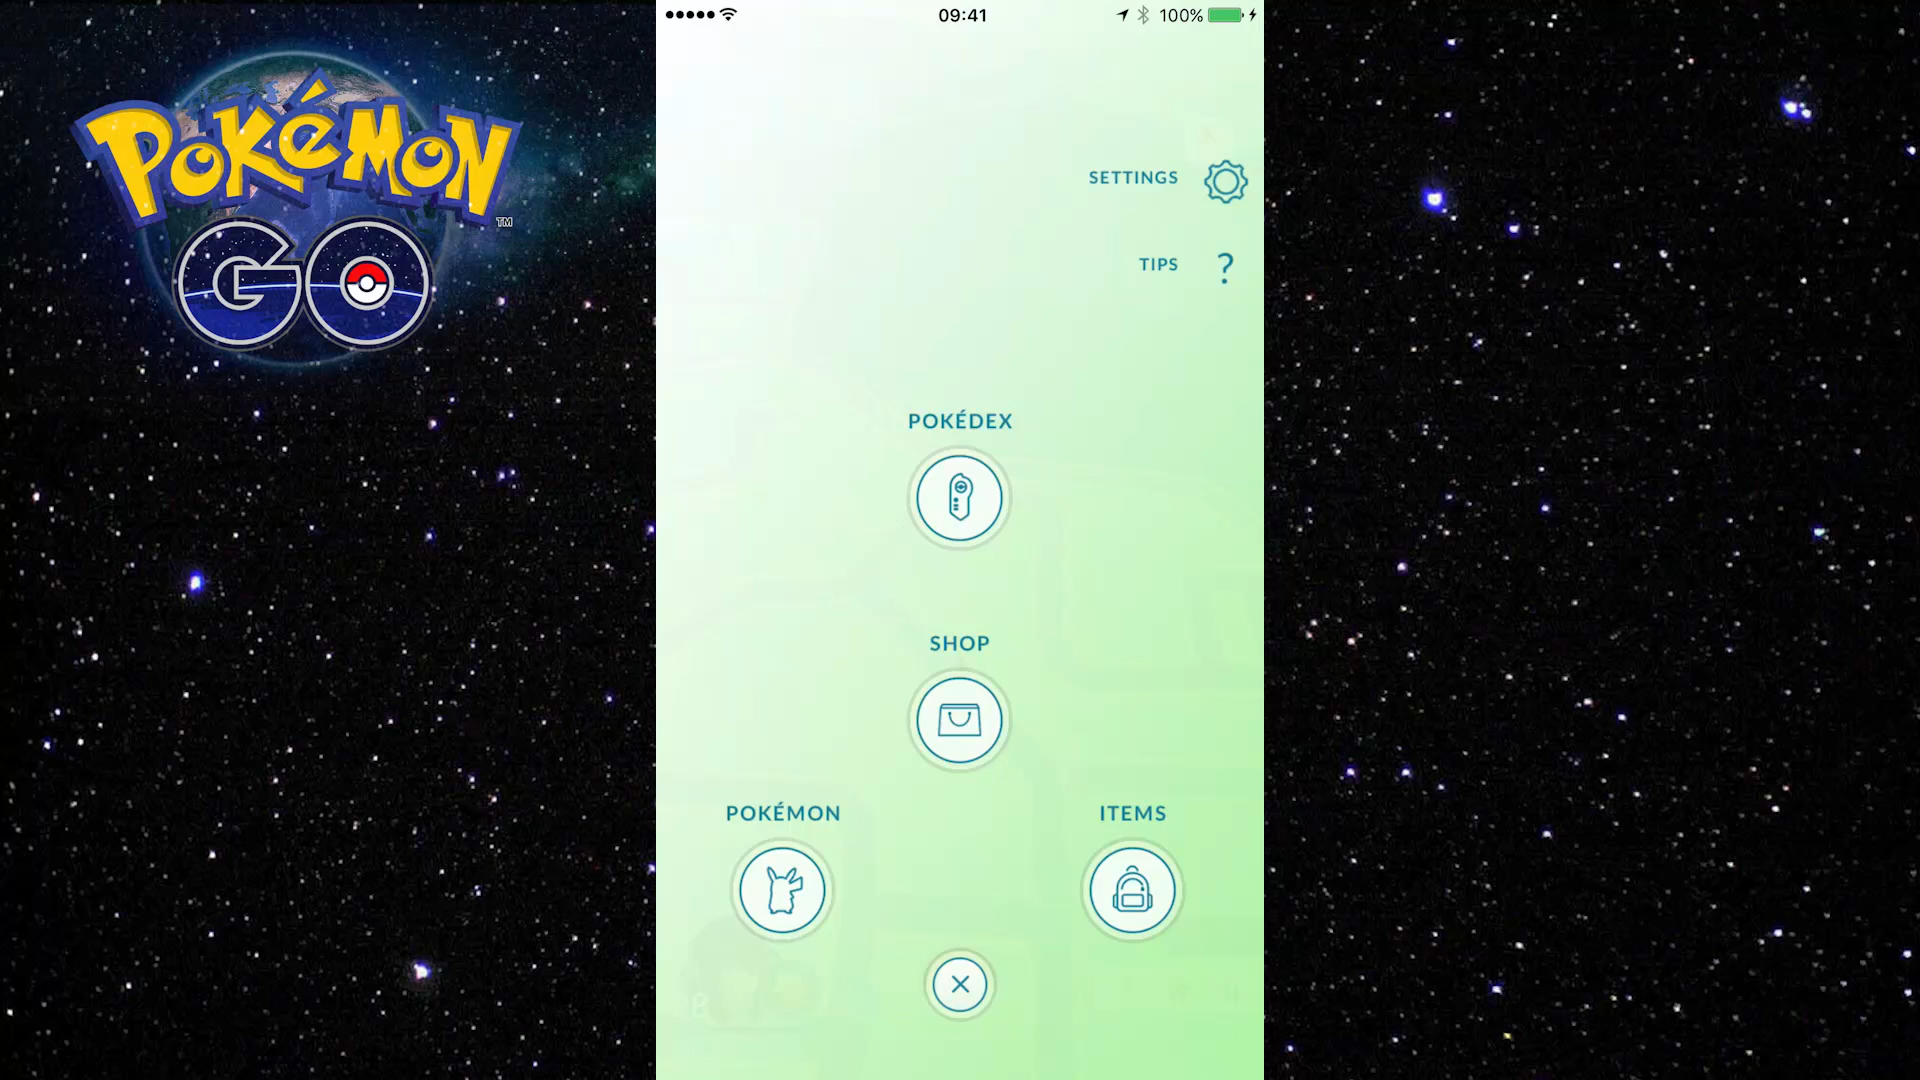 POKÉMON
GO
TM
09:41
100%
SETTINGS
TIPS
?
POKÉDEX
SHOP
POKÉMON
ITEMS